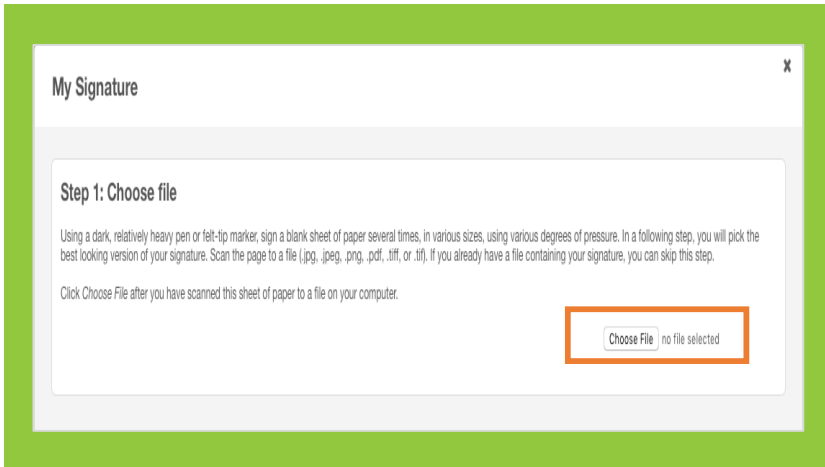 My Signature
x
Step 1: Choose file
Using a dark, relatively heavy pen or felt-tip marker, sign a blank sheet of paper several times, in various sizes, using various degrees of pressure. In a following step, you will pick the
best looking version of your signature. Scan the page to a file (.jpg, .jpeg, .png, .pdf, .tiff, or .tif). If you already have a file containing your signature, you can skip this step.
Click Choose File after you have scanned this sheet of paper to a file on your computer.
Choose File no file selected